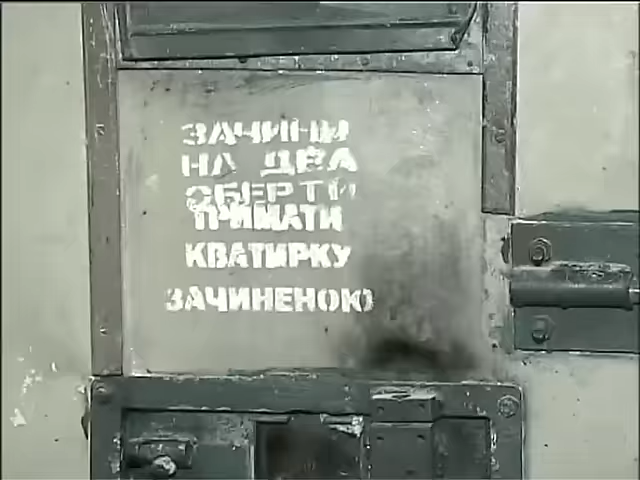 ЗАЧИНИ
НА ДВА
ОБЕРТИ
ТРИМАТИ
КВАТИРКУ
ЗАЧИНЕНОЮ